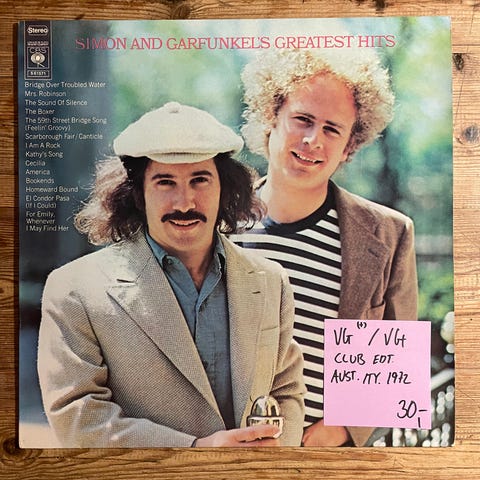 Stereo
CBS
SIMON AND GARFUNKEL'S GREATEST HITS
Bridge Over Troubled Water
Mrs. Robinson
The Sound Of Silence
The Boxer
The 59th Street Bridge Song
(Feelin' Groovy)
Scarborough Fair/Canticle
I Am A Rock
Kathy's Song
Cecilia
America
Bookends
Homeward Bound
El Condor Pasa
(If I Could)
For Emily,
Whenever
I May Find Her
VG(+) / VG+
CLUB EDT.
AUST. ITY. 1972
30,-